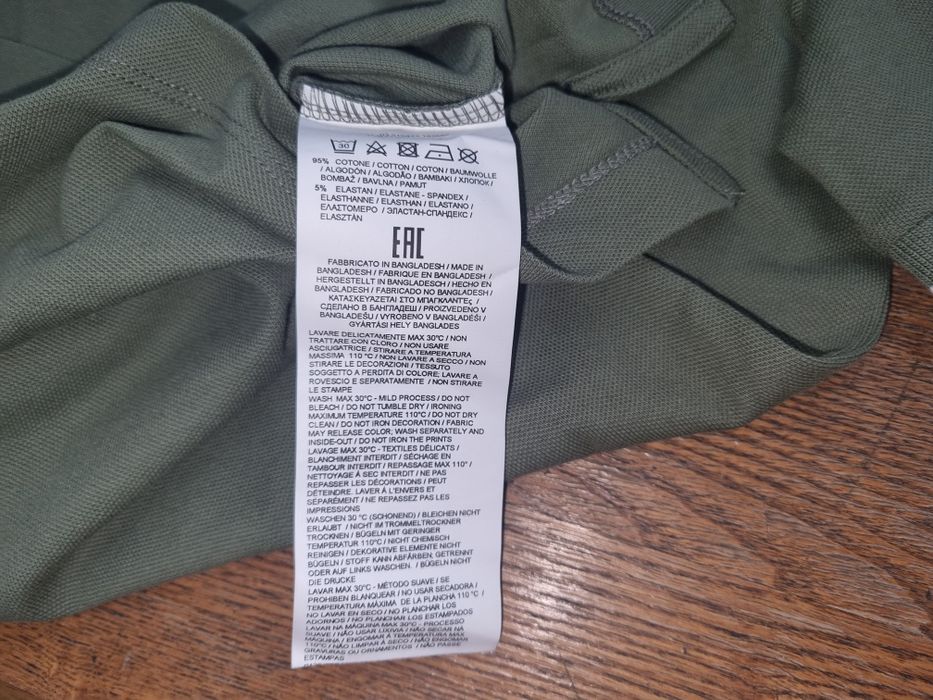 30
95% COTONE / COTTON / COTON / BAUMWOLLE
/ ALGODÓN / ALGODÃO / BAMBAKI / ХЛОПОК /
BOMBAŽ / BAVLNA / PAMUT
5% ELASTAN / ELASTANE - SPANDEX /
ELASTHANNE / ELASTHAN / ELASTANO /
ΕΛΑΣΤΟΜΕΡΟ / ЭЛАСТАН-СПАНДЕКС /
ELASZTÁN
EAC
FABBRICATO IN BANGLADESH / MADE IN
BANGLADESH / FABRIQUE EN BANGLADESH /
HERGESTELLT IN BANGLADESCH / HECHO EN
BANGLADESH / FABRICADO NO BANGLADESH /
ΚΑΤΑΣΚΕΥΑΖΕΤΑΙ ΣΤΟ ΜΠΑΓΚΛΑΝΤΕς /
СДЕЛАНО В БАНГЛАДЕШ / PROIZVEDENO V
BANGLADEŠU / VYROBENO V BANGLADÉŠI /
GYÁRTÁSI HELY BANGLADES
LAVARE DELICATAMENTE MAX 30°C / NON
TRATTARE CON CLORO / NON USARE
ASCIUGATRICE / STIRARE A TEMPERATURA
MASSIMA 110 °C / NON LAVARE A SECCO / NON
STIRARE LE DECORAZIONI / TESSUTO
SOGGETTO A PERDITA DI COLORE; LAVARE A
ROVESCIO E SEPARATAMENTE / NON STIRARE
LE STAMPE
WASH MAX 30°C - MILD PROCESS / DO NOT
BLEACH / DO NOT TUMBLE DRY / IRONING
MAXIMUM TEMPERATURE 110°C / DO NOT DRY
CLEAN / DO NOT IRON DECORATION / FABRIC
MAY RELEASE COLOR; WASH SEPARATELY AND
INSIDE-OUT / DO NOT IRON THE PRINTS
LAVAGE MAX 30°C - TEXTILES DÉLICATS /
BLANCHIMENT INTERDIT / SÉCHAGE EN
TAMBOUR INTERDIT / REPASSAGE MAX 110° /
NETTOYAGE À SEC INTERDIT / NE PAS
REPASSER LES DÉCORATIONS / PEUT
DÉTEINDRE. LAVER À L'ENVERS ET
SÉPARÉMENT / NE REPASSEZ PAS LES
IMPRESSIONS
WASCHEN 30 °C (SCHONEND) / BLEICHEN NICHT
ERLAUBT / NICHT IM TROMMELTROCKNER
TROCKNEN / BÜGELN MIT GERINGER
TEMPERATUR 110°C / NICHT CHEMISCH
REINIGEN / DEKORATIVE ELEMENTE NICHT
BÜGELN / STOFF KANN ABFÄRBEN: GETRENNT
ODER AUF LINKS WASCHEN. / BÜGELN NICHT
DIE DRUCKE
LAVAR MAX 30°C - MÉTODO SUAVE / SE
PROHIBEN BLANQUEAR / NO USAR SECADORA /
TEMPERATURA MÀXIMA DE LA PLANCHA 110 °C /
NO LAVAR EN SECO / NO PLANCHAR LOS
ADORNOS / NO PLANCHAR LOS ESTAMPADOS
LAVAR NA MÁQUINA MAX 30°C - PROCESSO
SUAVE / NÃO USAR LIXIVIA / NÃO SECAR NA
MÁQUINA / ENGOMAR À TEMPERATURA MAX
110°C / NÃO LIMPAR À SECO / NÃO ENGOMAR
GRAVURAS OU ORNAMENTOS / NÃO PASSE
ESTAMPAS